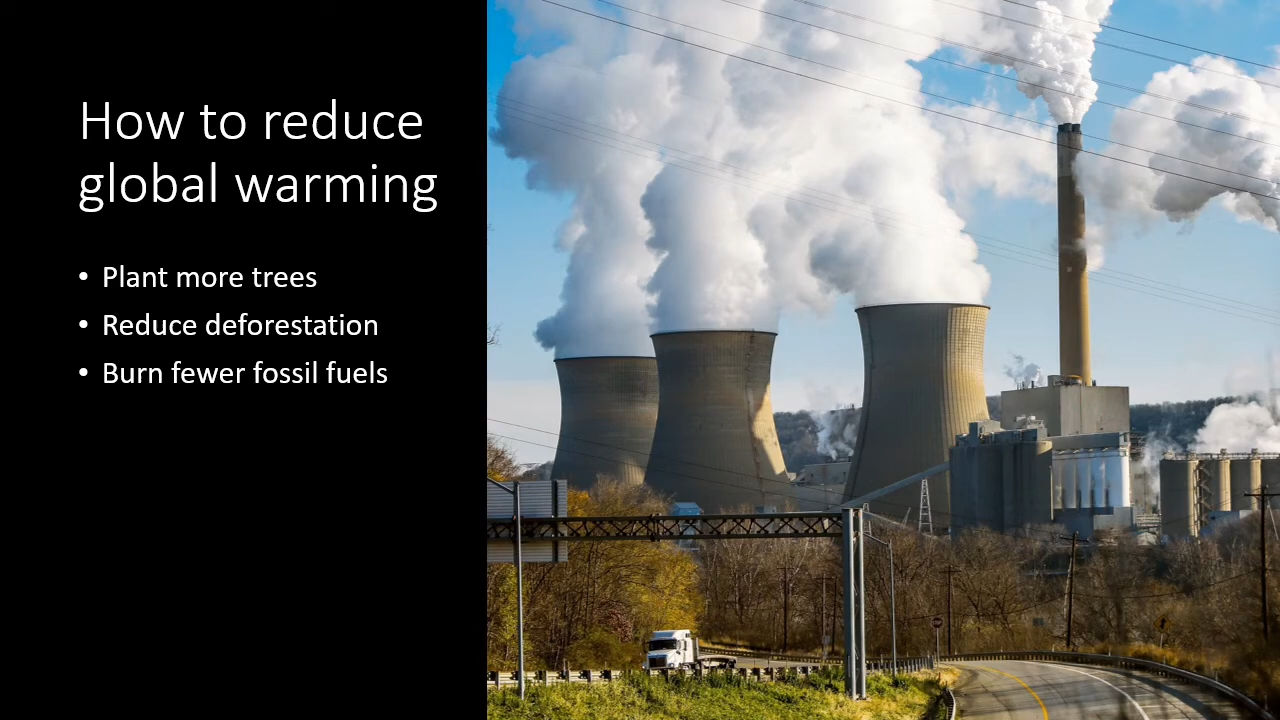 How to reduce
global warming
• Plant more trees
• Reduce deforestation
• Burn fewer fossil fuels